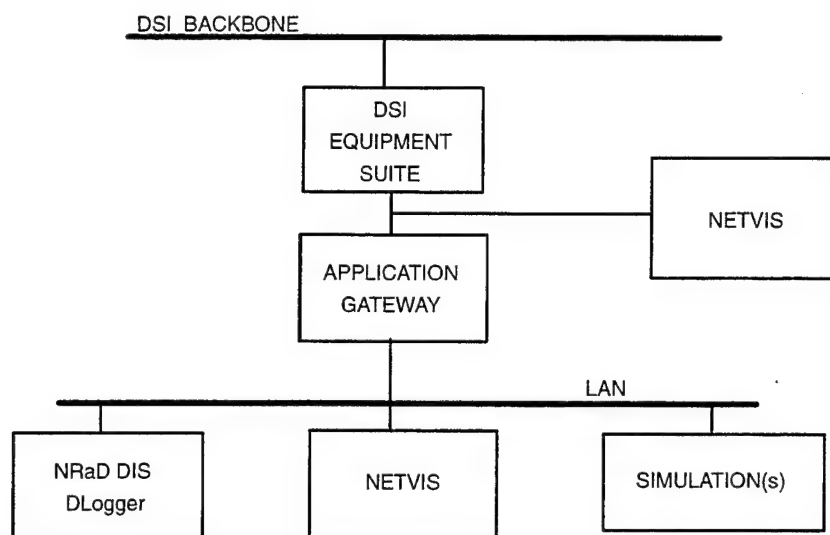 DSI BACKBONE
DSI
EQUIPMENT
SUITE
NETVIS
APPLICATION
GATEWAY
LAN
NRaD DIS
DLogger
NETVIS
SIMULATION(s)